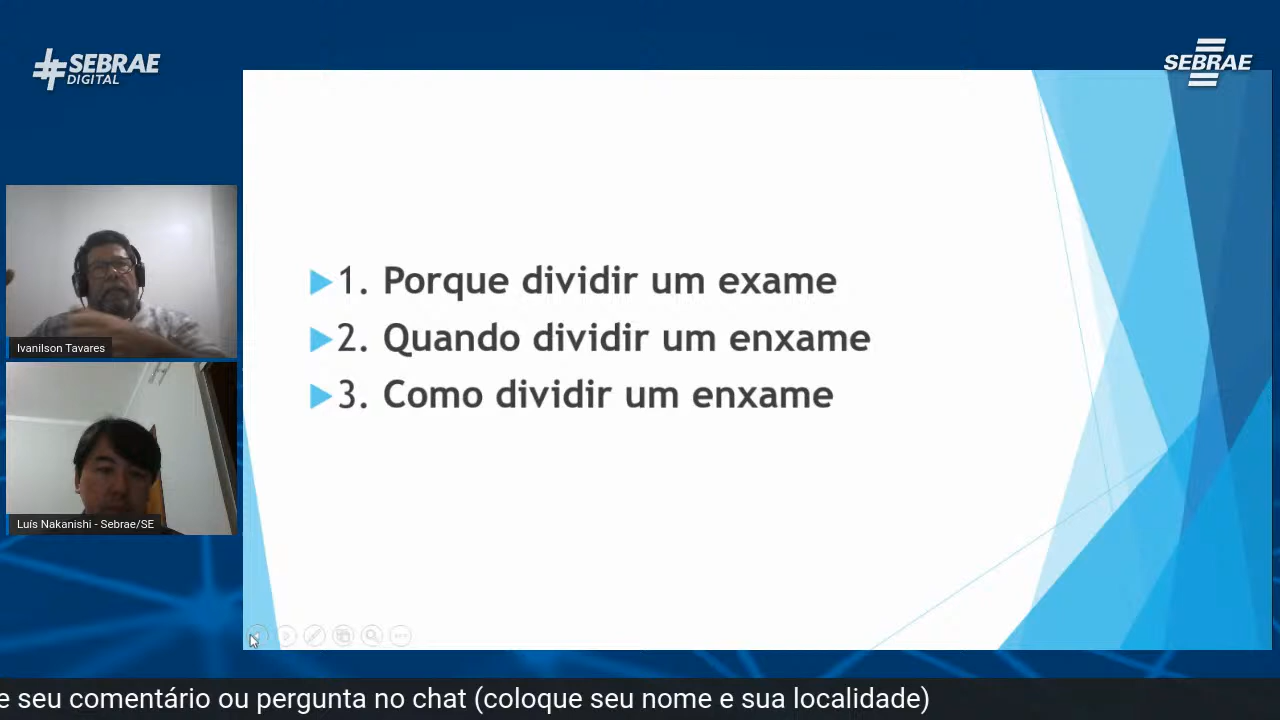 #SEBRAE
DIGITAL
SEBRAE
1. Porque dividir um exame
2. Quando dividir um enxame
3. Como dividir um enxame
Ivanilson Tavares
Luís Nakanishi - Sebrae/SE
e seu comentário ou pergunta no chat (coloque seu nome e sua localidade)